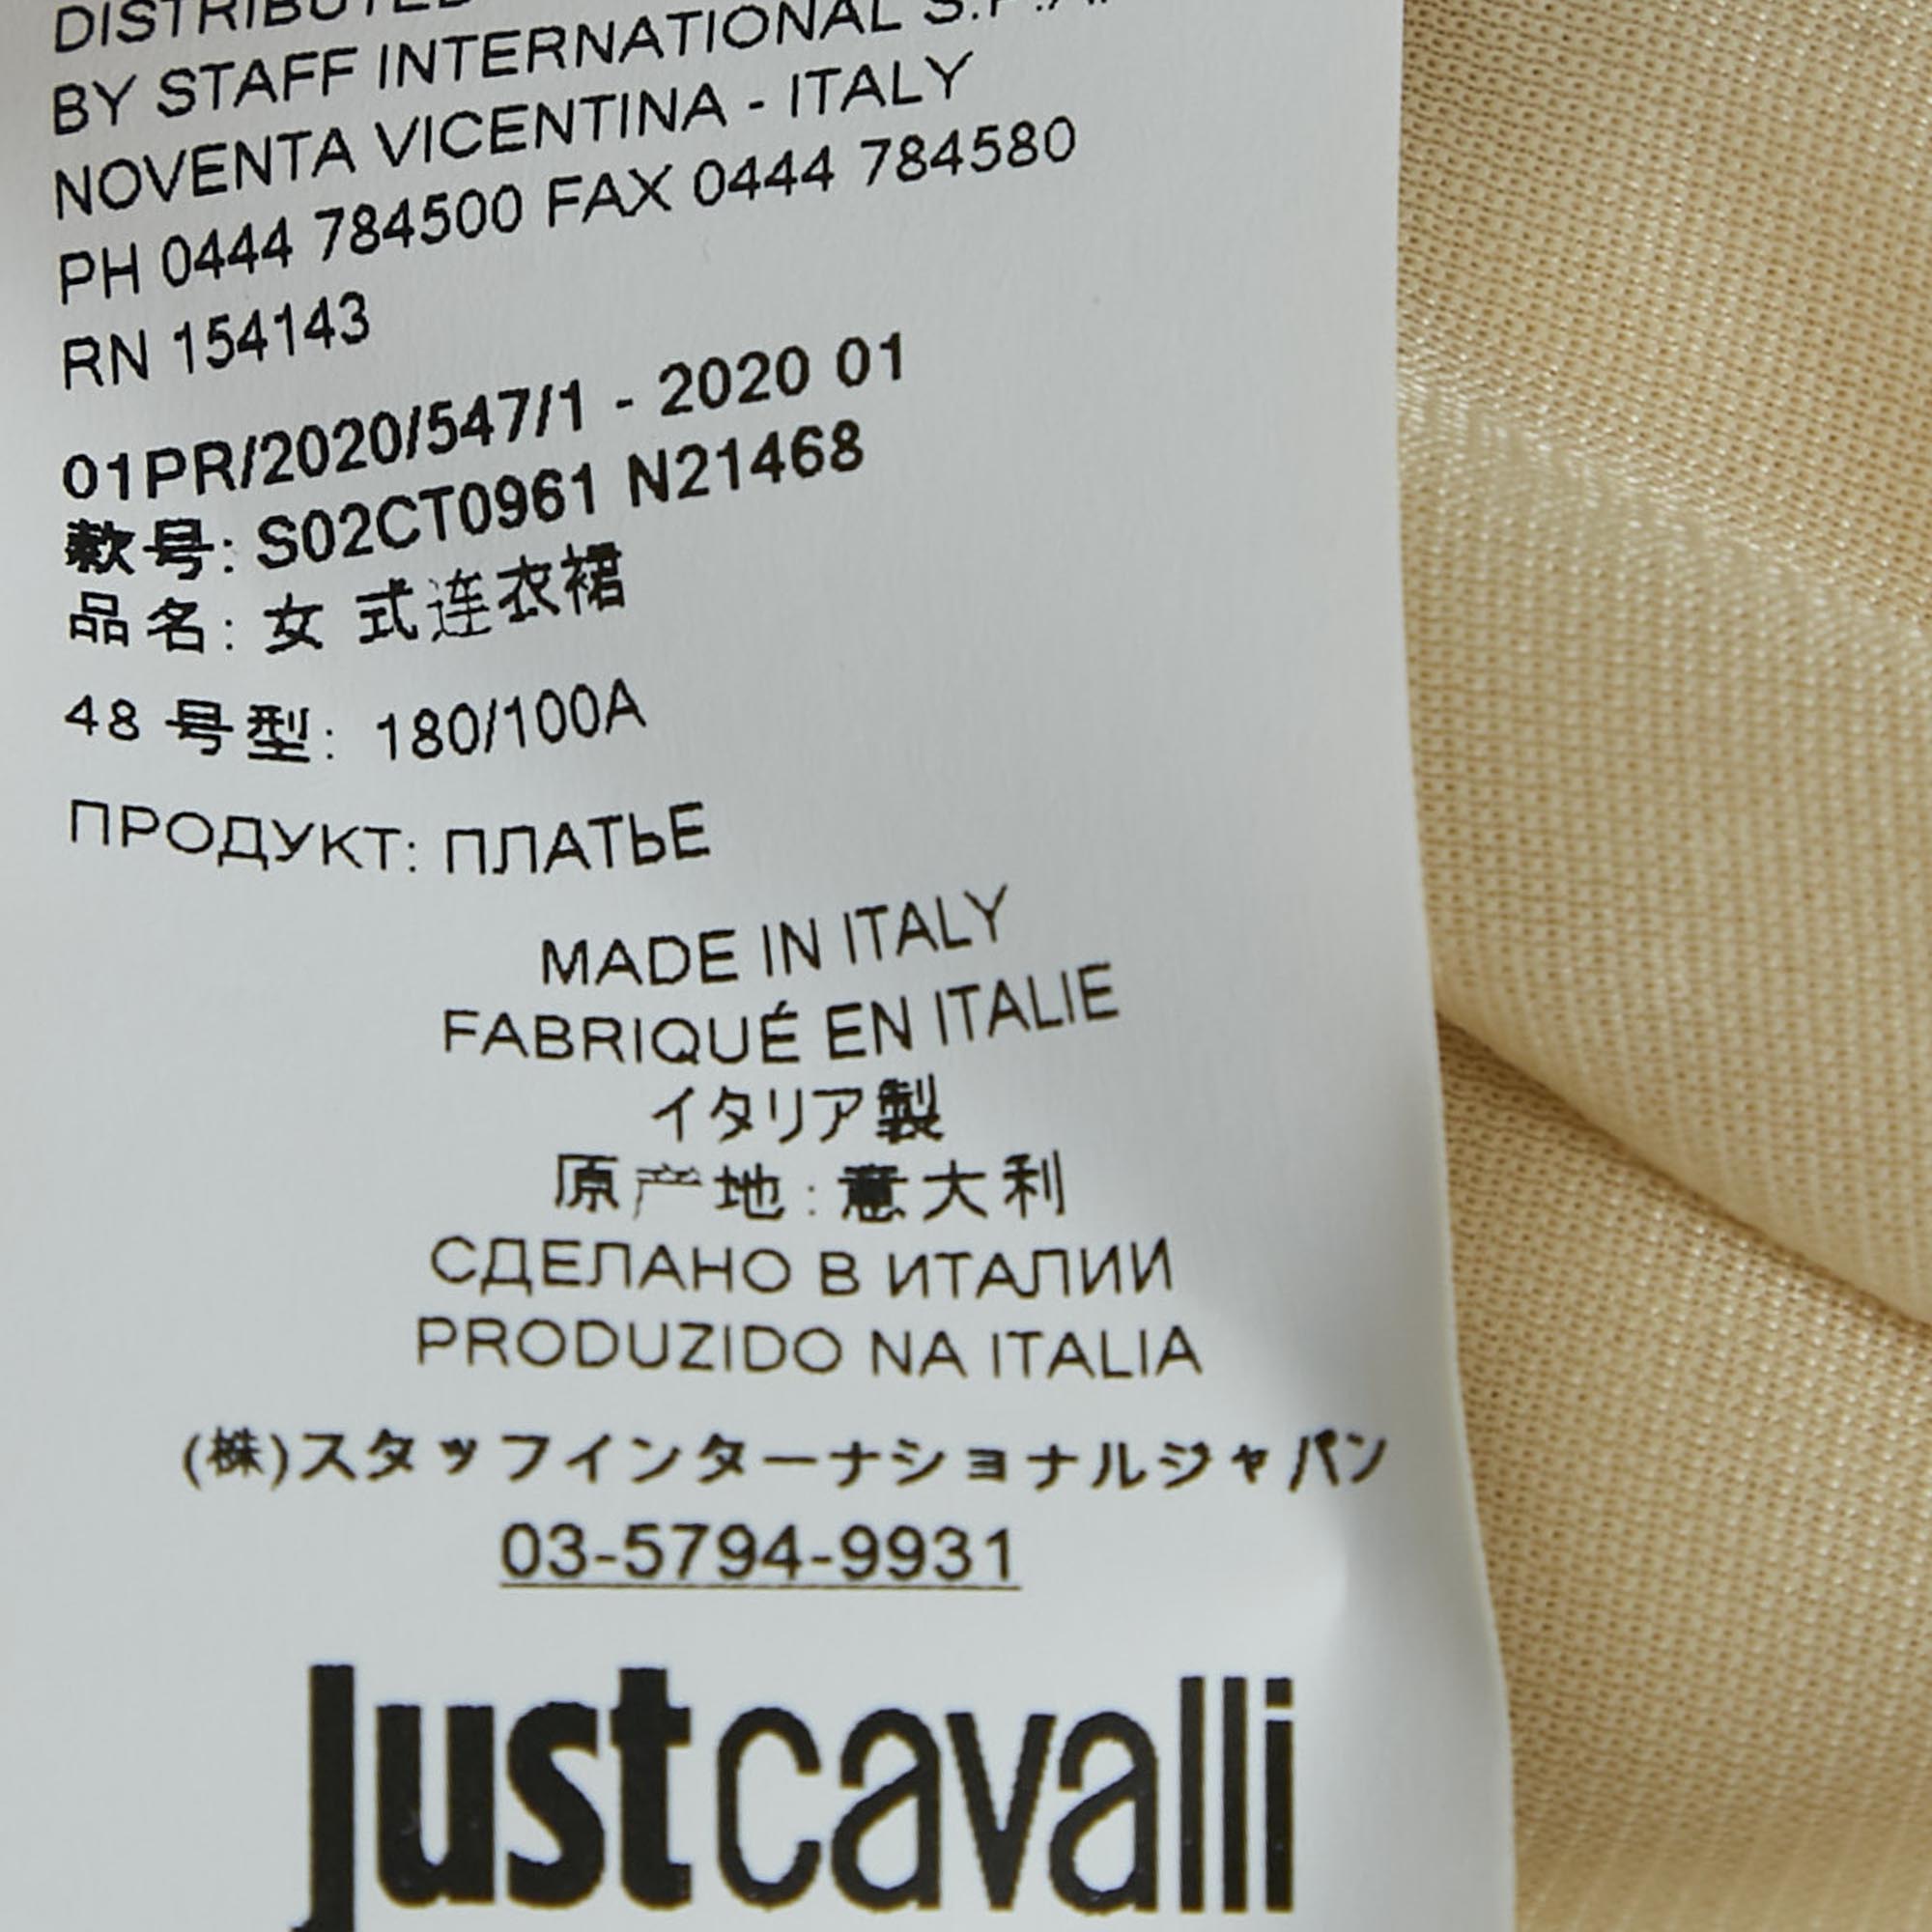 DISTRIBUTED
BY STAFF INTERNATIONAL S.P.A.
NOVENTA VICENTINA - ITALY
PH 0444 784500 FAX 0444 784580
RN 154143
01PR/2020/547/1 - 2020 01
款号: S02CT0961 N21468
品名: 女 式连衣裙
48 号型: 180/100A
ПРОДУКТ: ПЛАТЬЕ
MADE IN ITALY
FABRIQUÉ EN ITALIE
イタリア製
原产地: 意大利
СДЕЛАНО В ИТАЛИИ
PRODUZIDO NA ITALIA
(株)スタッフインターナショナルジャパン
03-5794-9931
just cavalli